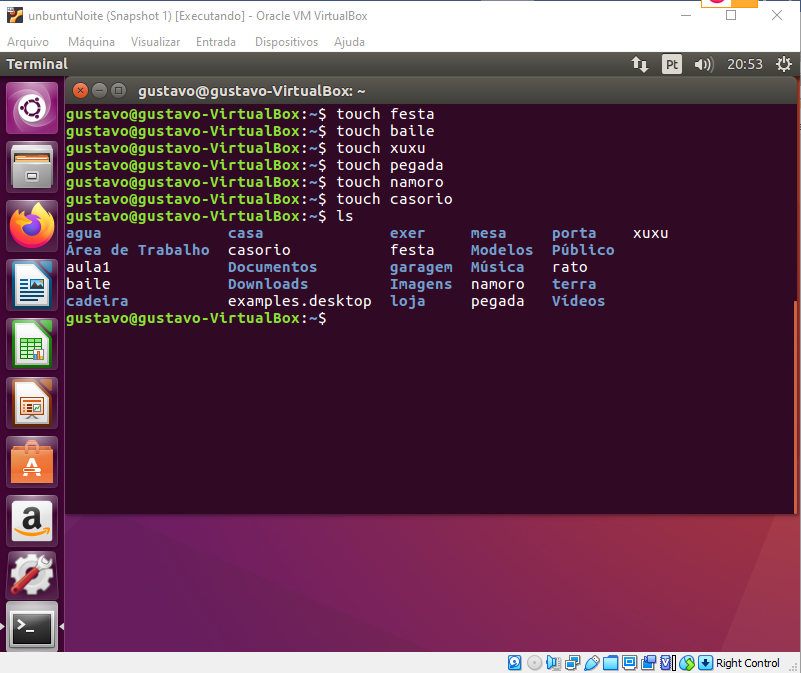 unbuntuNoite (Snapshot 1) [Executando] - Oracle VM VirtualBox
Arquivo Máquina Visualizar Entrada Dispositivos Ajuda
Terminal Pt 20:53
gustavo@gustavo-VirtualBox: ~
gustavo@gustavo-VirtualBox:~$ touch festa
gustavo@gustavo-VirtualBox:~$ touch baile
gustavo@gustavo-VirtualBox:~$ touch xuxu
gustavo@gustavo-VirtualBox:~$ touch pegada
gustavo@gustavo-VirtualBox:~$ touch namoro
gustavo@gustavo-VirtualBox:~$ touch casorio
gustavo@gustavo-VirtualBox:~$ ls
agua casa exer mesa porta xuxu
Área de Trabalho casorio festa Modelos Público
aula1 Documentos garagem Música rato
baile Downloads Imagens namoro terra
cadeira examples.desktop loja pegada Vídeos
gustavo@gustavo-VirtualBox:~$
Right Control